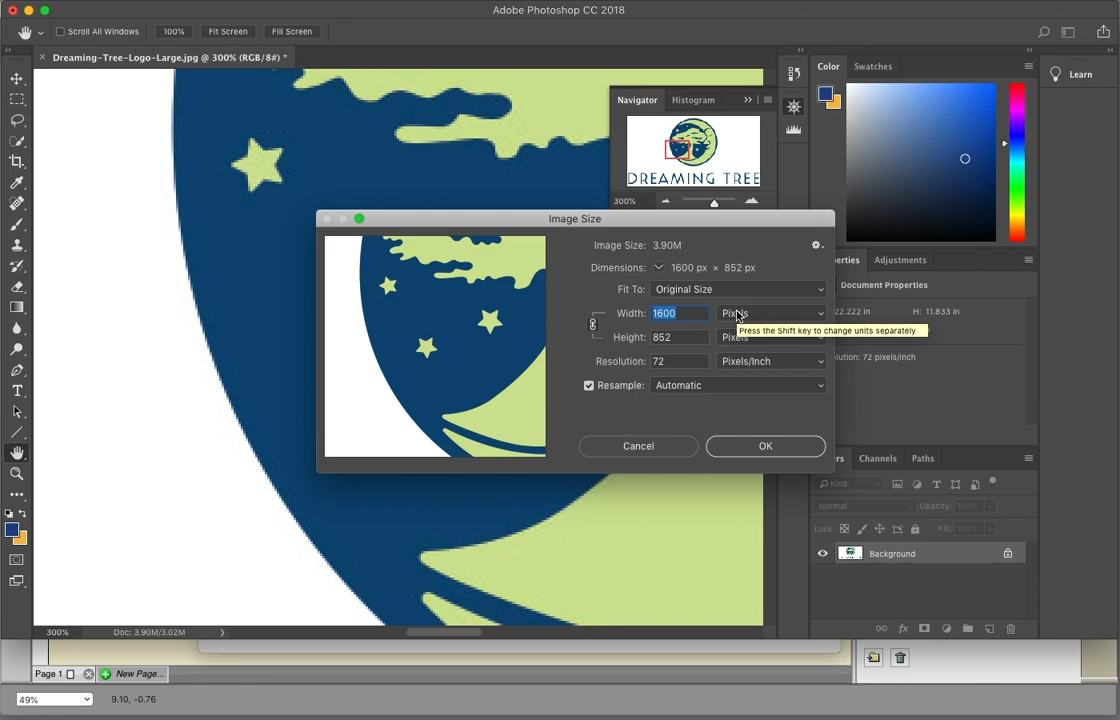 Adobe Photoshop CC 2018
Scroll All Windows 100% Fit Screen Fill Screen
Dreaming-Tree-Logo-Large.jpg @ 300% (RGB/8#) *
Navigator Histogram
DREAMING TREE
300%
Color Swatches
Learn
Image Size
Image Size: 3.90M
Dimensions: 1600 px × 852 px
Fit To: Original Size
Width: 1600 Pixels
Press the Shift key to change units separately
Height: 852 Pixels
Resolution: 72 Pixels/Inch
Resample: Automatic
Cancel OK
erties Adjustments
Document Properties
22.222 in H: 11.833 in
olution: 72 pixels/inch
ers Channels Paths
Kind
Normal Opacity: 100%
Lock: Fill: 100%
Background
300% Doc: 3.90M/3.02M
Page 1 New Page...
49% 9.10, -0.76